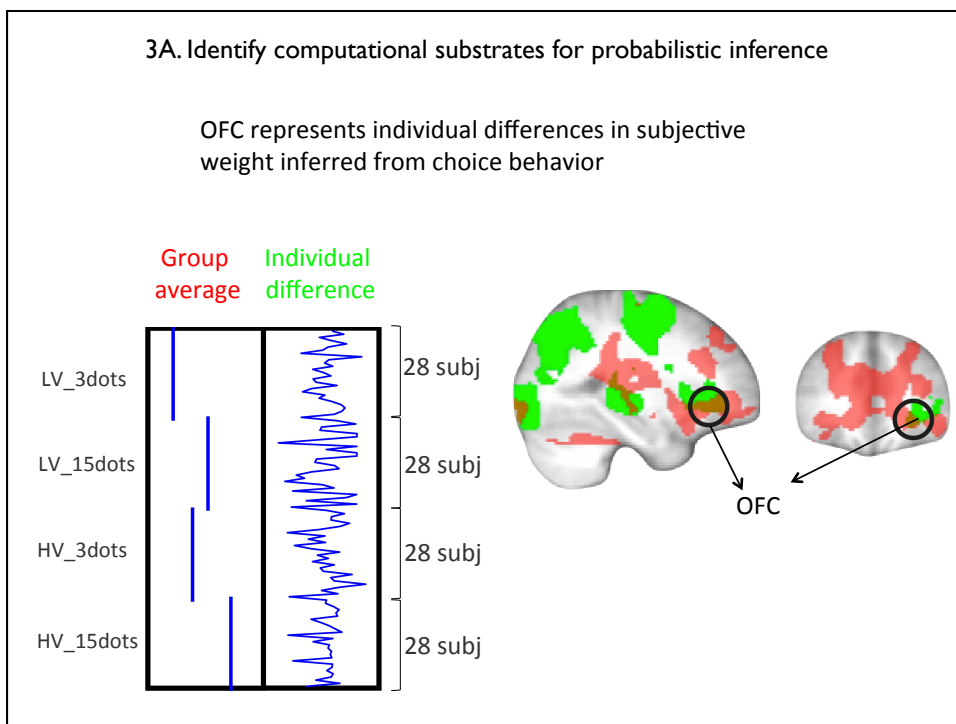 3A. Identify computational substrates for probabilistic inference
OFC represents individual differences in subjective
weight inferred from choice behavior
Group
average
Individual
difference
LV_3dots
28 subj
LV_15dots
28 subj
HV_3dots
28 subj
HV_15dots
28 subj
OFC